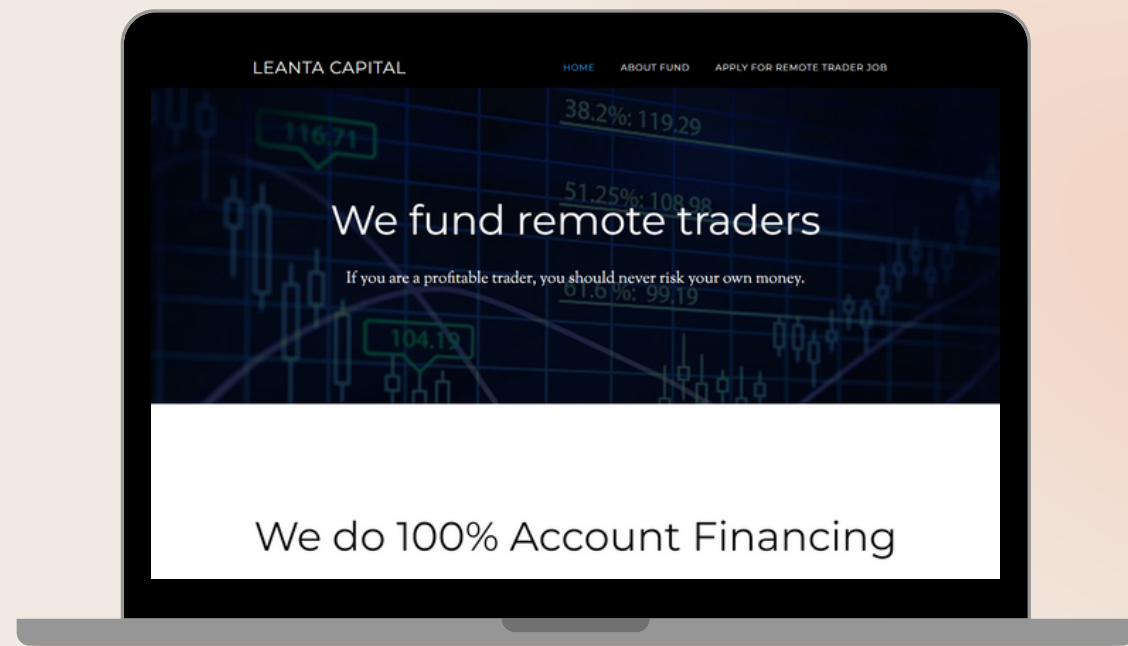 LEANTA CAPITAL
HOME ABOUT FUND APPLY FOR REMOTE TRADER JOB
38.2%: 119.29
116.71
51.25%: 108.98
We fund remote traders
If you are a profitable trader, you should never risk your own money.
61.6 %: 99.19
104.19
We do 100% Account Financing